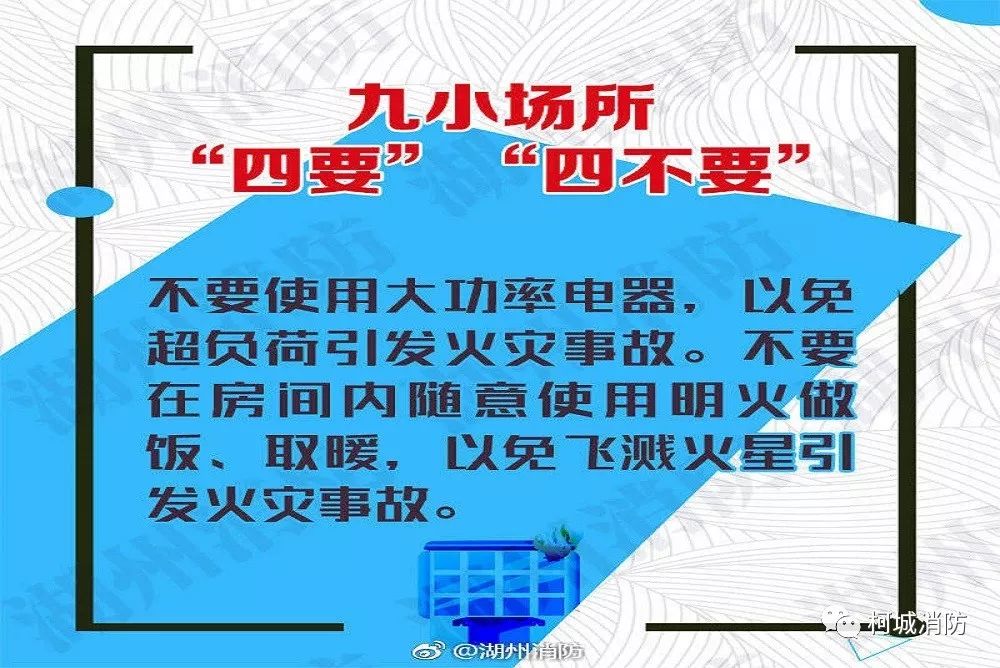 九小场所
“四要” “四不要”
不要使用大功率电器，以免
超负荷引发火灾事故。不要
在房间内随意使用明火做
饭、取暖，以免飞溅火星引
发火灾事故。
@湖州消防
柯城消防